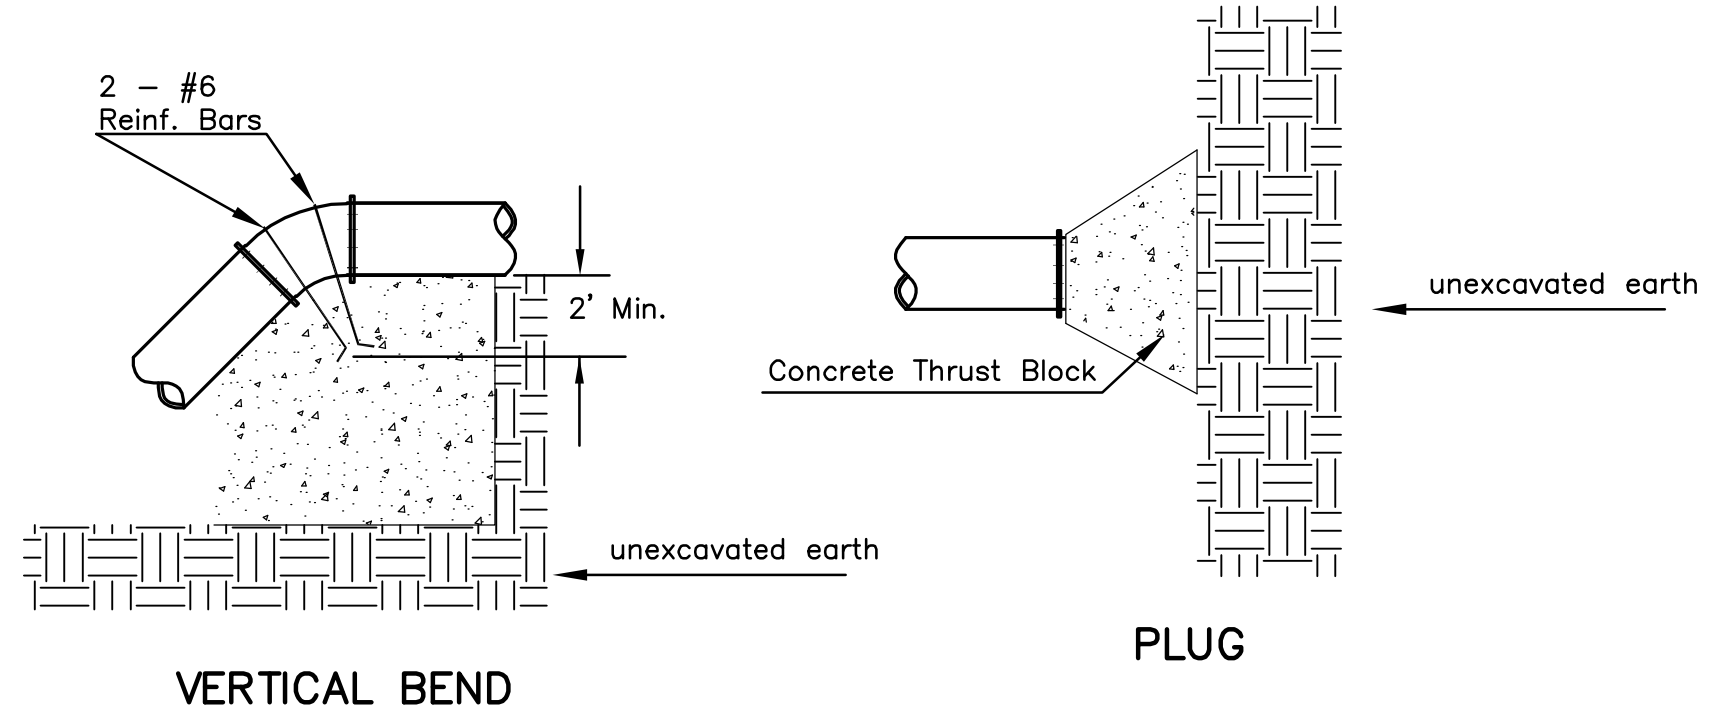 2 - #6
Reinf. Bars
2' Min.
unexcavated earth
VERTICAL BEND
unexcavated earth
Concrete Thrust Block
PLUG